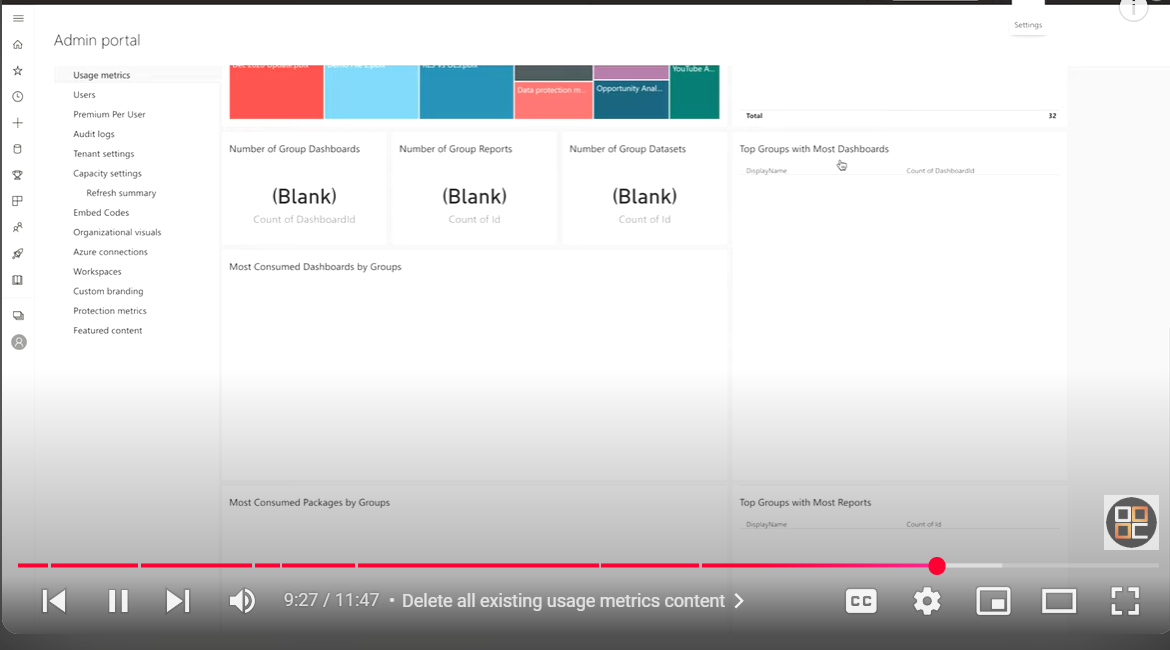 Settings
Admin portal
Usage metrics
Users
Premium Per User
Audit logs
Tenant settings
Capacity settings
Refresh summary
Embed Codes
Organizational visuals
Azure connections
Workspaces
Custom branding
Protection metrics
Featured content
YouTube A...
Data protection m...
Opportunity Anal...
Total 32
Number of Group Dashboards
(Blank)
Count of DashboardId
Number of Group Reports
(Blank)
Count of Id
Number of Group Datasets
(Blank)
Count of Id
Top Groups with Most Dashboards
DisplayName Count of DashboardId
Most Consumed Dashboards by Groups
Most Consumed Packages by Groups
Top Groups with Most Reports
DisplayName Count of Id
9:27 / 11:47 • Delete all existing usage metrics content
CC